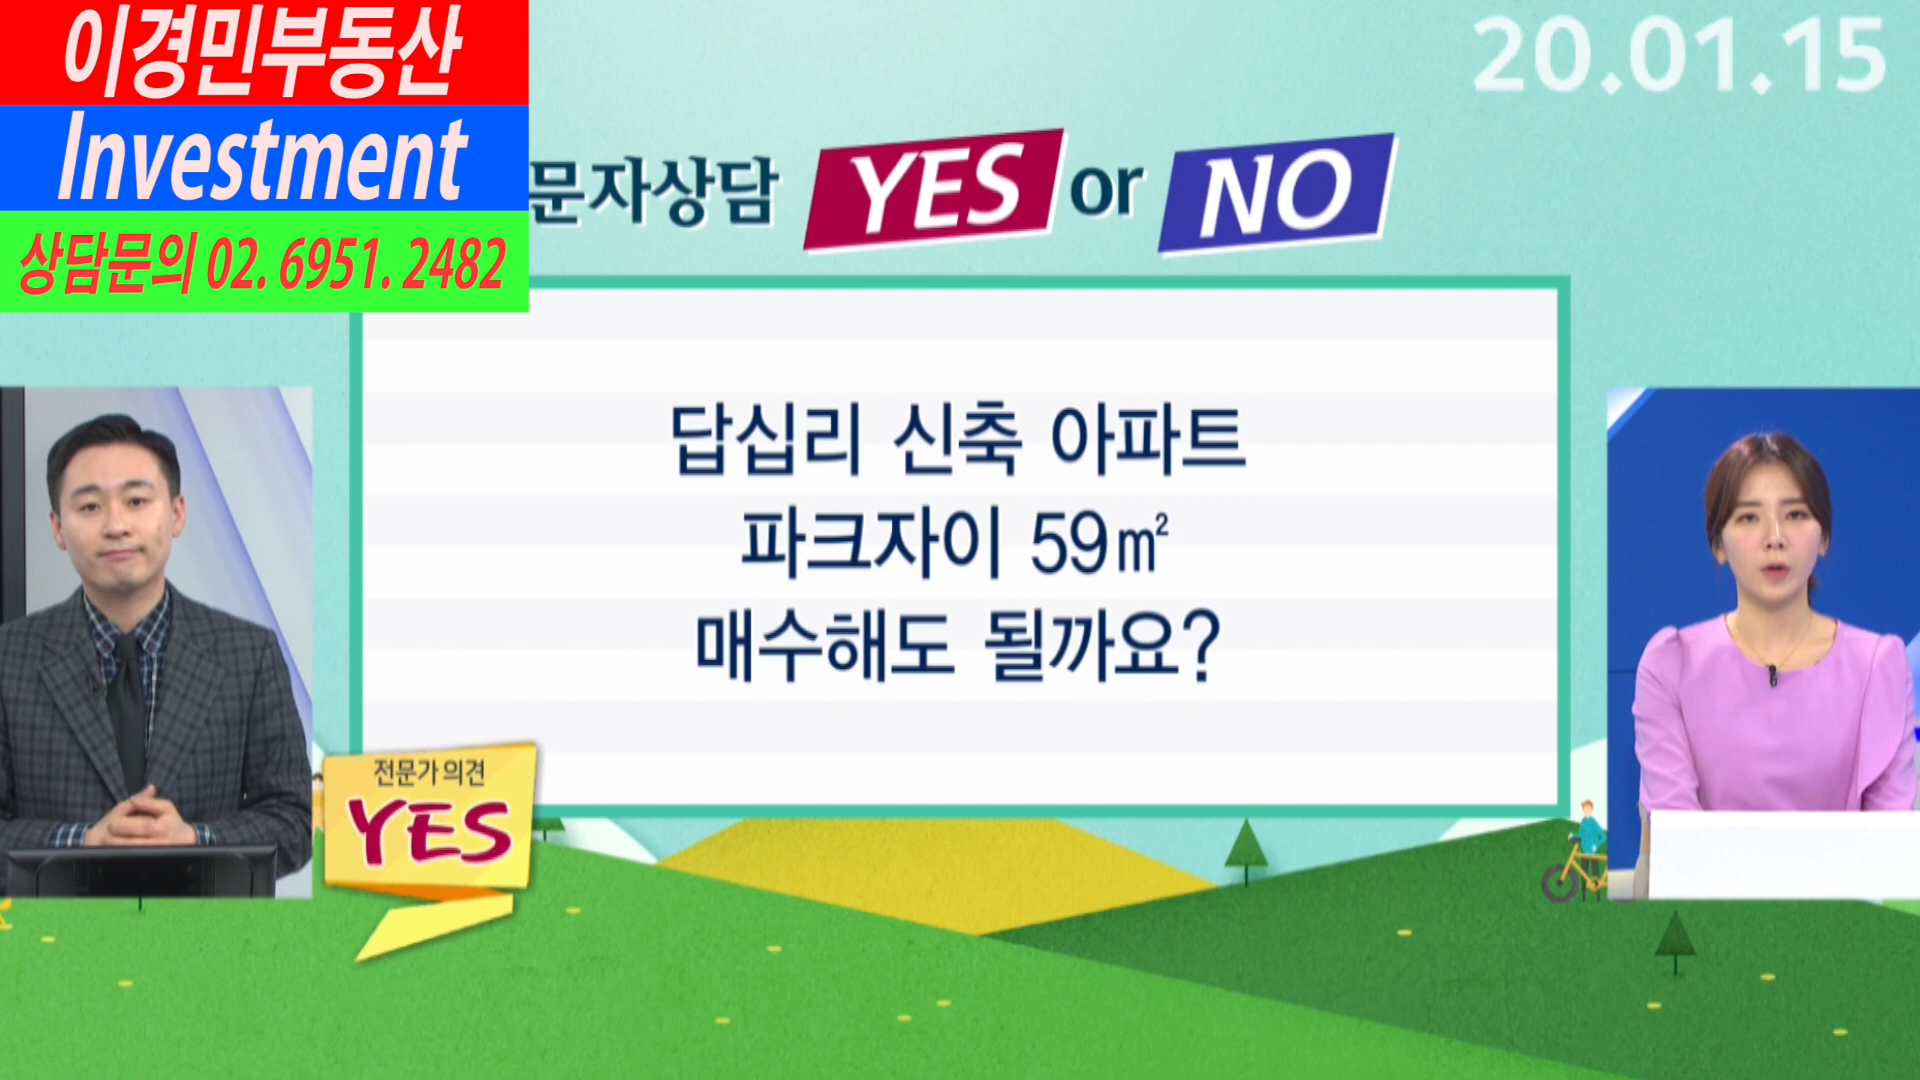 이경민부동산
Investment
상담문의 02. 6951. 2482
20.01.15
문자상담 YES or NO
답십리 신축 아파트
파크자이 59㎡
매수해도 될까요?
전문가 의견
YES